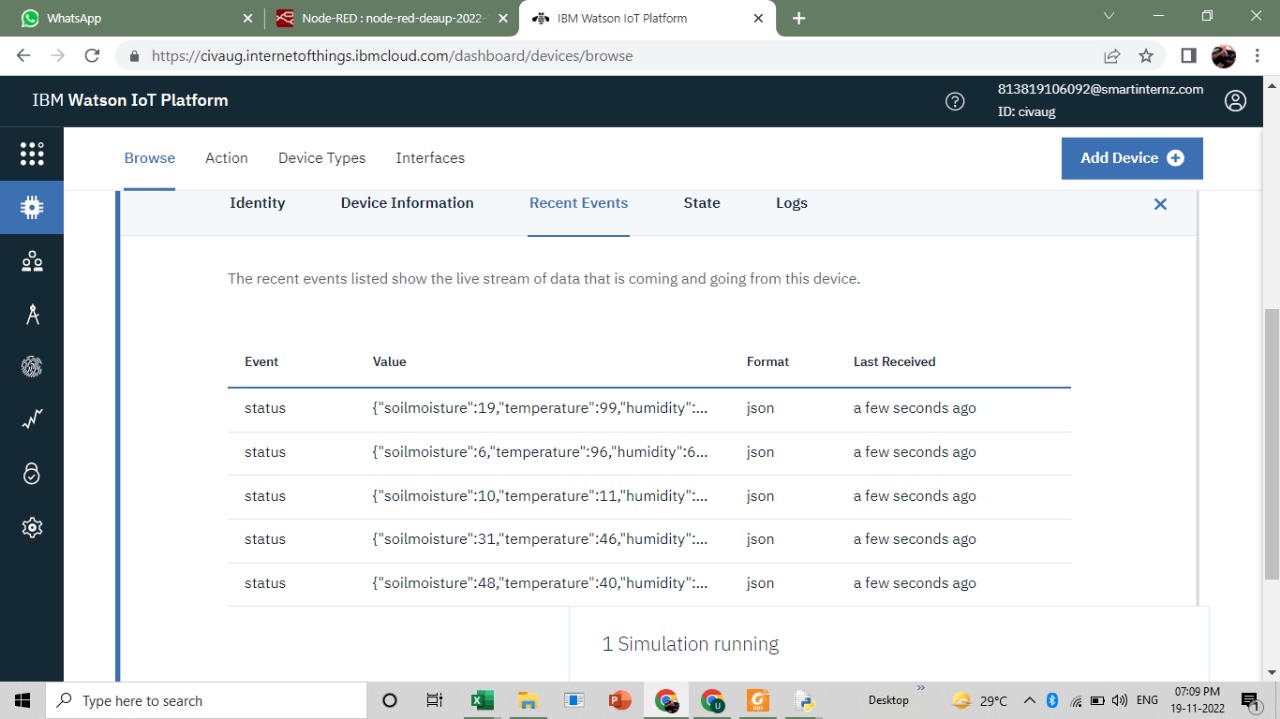 WhatsApp
Node-RED : node-red-deaup-2022-
IBM Watson IoT Platform
https://civaug.internetofthings.ibmcloud.com/dashboard/devices/browse
IBM Watson IoT Platform
813819106092@smartinternz.com
ID: civaug
Browse
Action
Device Types
Interfaces
Add Device
Identity
Device Information
Recent Events
State
Logs
The recent events listed show the live stream of data that is coming and going from this device.
Event Value Format Last Received
status {"soilmoisture":19,"temperature":99,"humidity":... json a few seconds ago
status {"soilmoisture":6,"temperature":96,"humidity":6... json a few seconds ago
status {"soilmoisture":10,"temperature":11,"humidity":... json a few seconds ago
status {"soilmoisture":31,"temperature":46,"humidity":... json a few seconds ago
status {"soilmoisture":48,"temperature":40,"humidity":... json a few seconds ago
1 Simulation running
Type here to search
Desktop
29°C
ENG
07:09 PM
19-11-2022
1